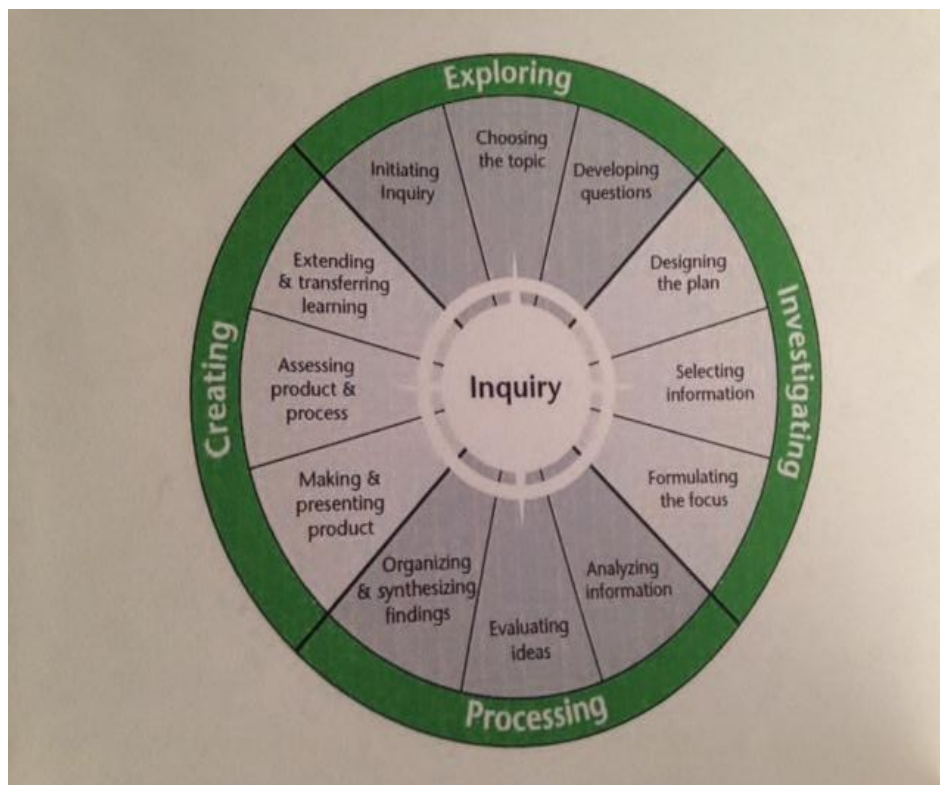 Exploring
Initiating
Inquiry
Choosing
the topic
Developing
questions
Investigating
Designing
the plan
Selecting
information
Formulating
the focus
Processing
Analyzing
information
Evaluating
ideas
Organizing
& synthesizing
findings
Creating
Making &
presenting
product
Assessing
product &
process
Extending
& transferring
learning
Inquiry